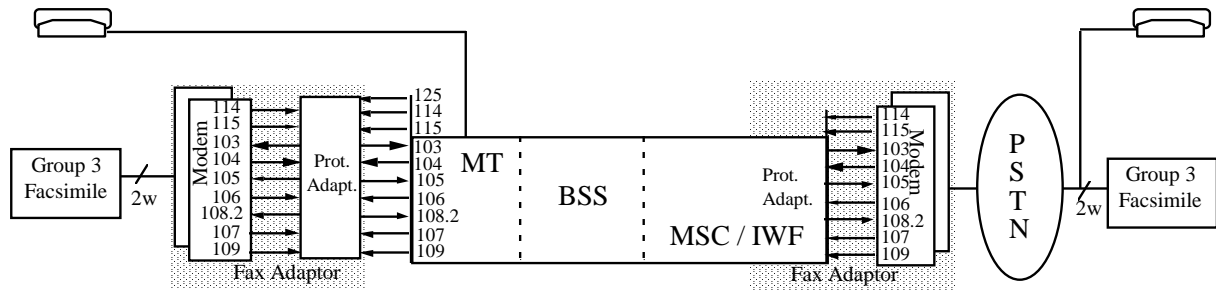 Group 3
Facsimile
2w
Modem
114
115
103
104
105
106
108.2
107
109
Prot.
Adapt.
Fax Adaptor
125
114
115
103
104
105
106
108.2
107
109
MT
BSS
MSC / IWF
Prot.
Adapt.
114
115
103
104
105
106
108.2
107
109
Modem
Fax Adaptor
P
S
T
N
2w
Group 3
Facsimile